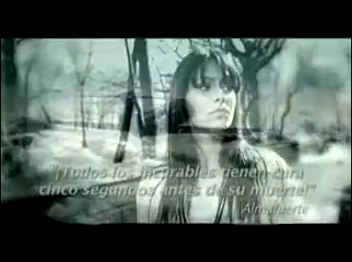 "¡Todos los incurables tienen cura
cinco segundos antes de su muerte!"
Almafuerte